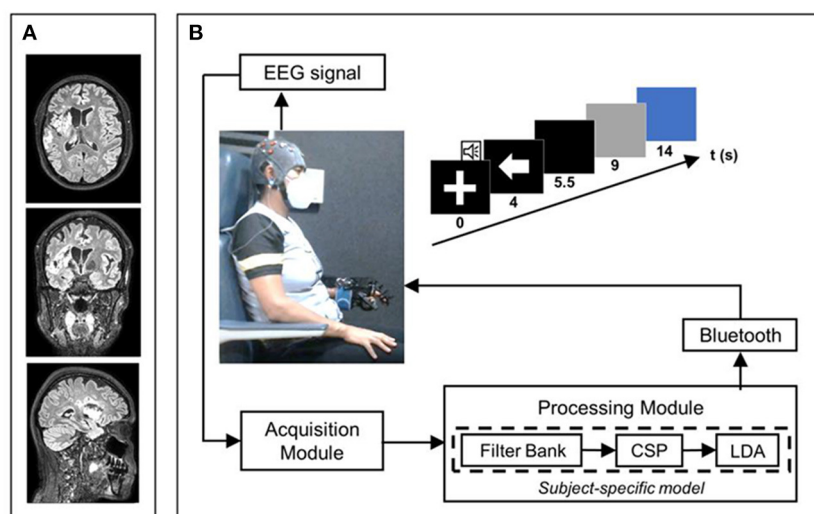 A
B
EEG signal
0
4
5.5
9
14
t (s)
Bluetooth
Acquisition
Module
Processing Module
Filter Bank
CSP
LDA
Subject-specific model